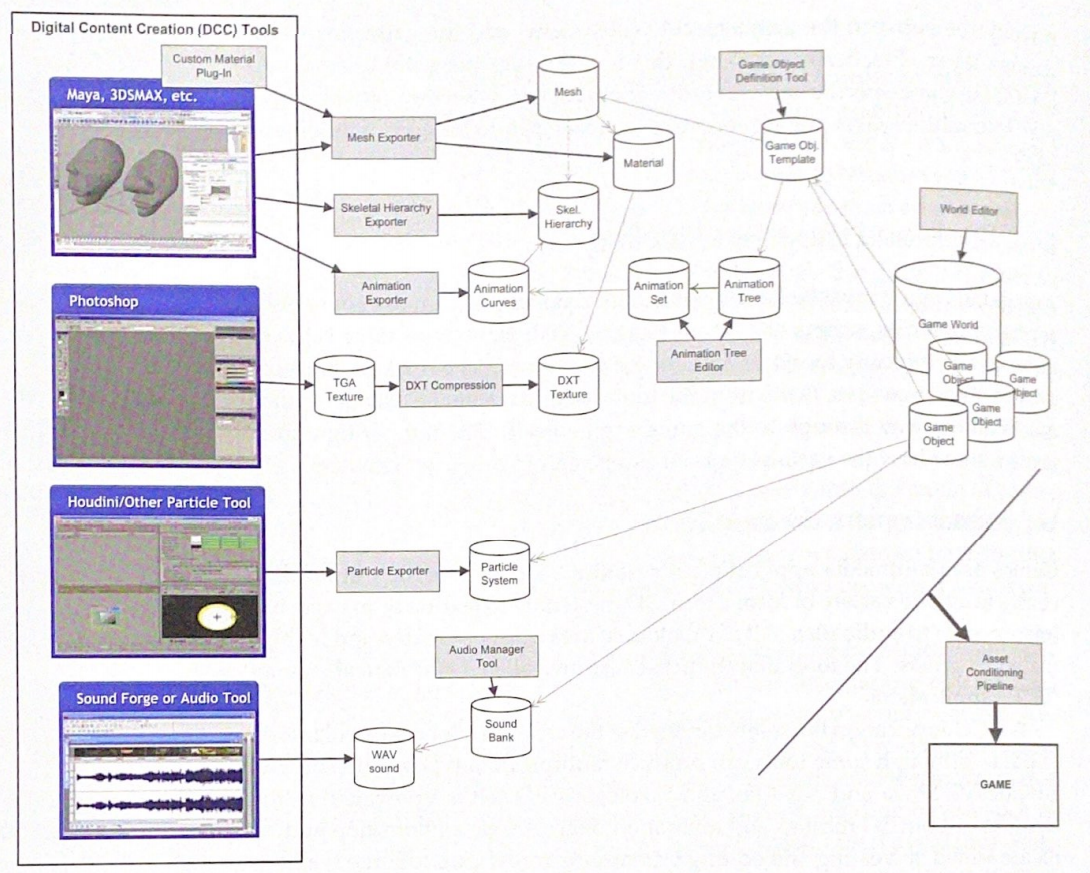 Digital Content Creation (DCC) Tools
Custom Material
Plug-In
Maya, 3DSMAX, etc.
Mesh Exporter
Mesh
Material
Game Object
Definition Tool
Game Obj.
Template
Skeletal Hierarchy
Exporter
Skel.
Hierarchy
World Editor
Animation
Exporter
Animation
Curves
Animation
Set
Animation
Tree
Animation Tree
Editor
Game World
Game
Object
Game
Object
Game
Object
Game
Object
Photoshop
TGA
Texture
DXT Compression
DXT
Texture
Houdini/Other Particle Tool
Particle Exporter
Particle
System
Audio Manager
Tool
Sound Forge or Audio Tool
WAV
sound
Sound
Bank
Asset
Conditioning
Pipeline
GAME